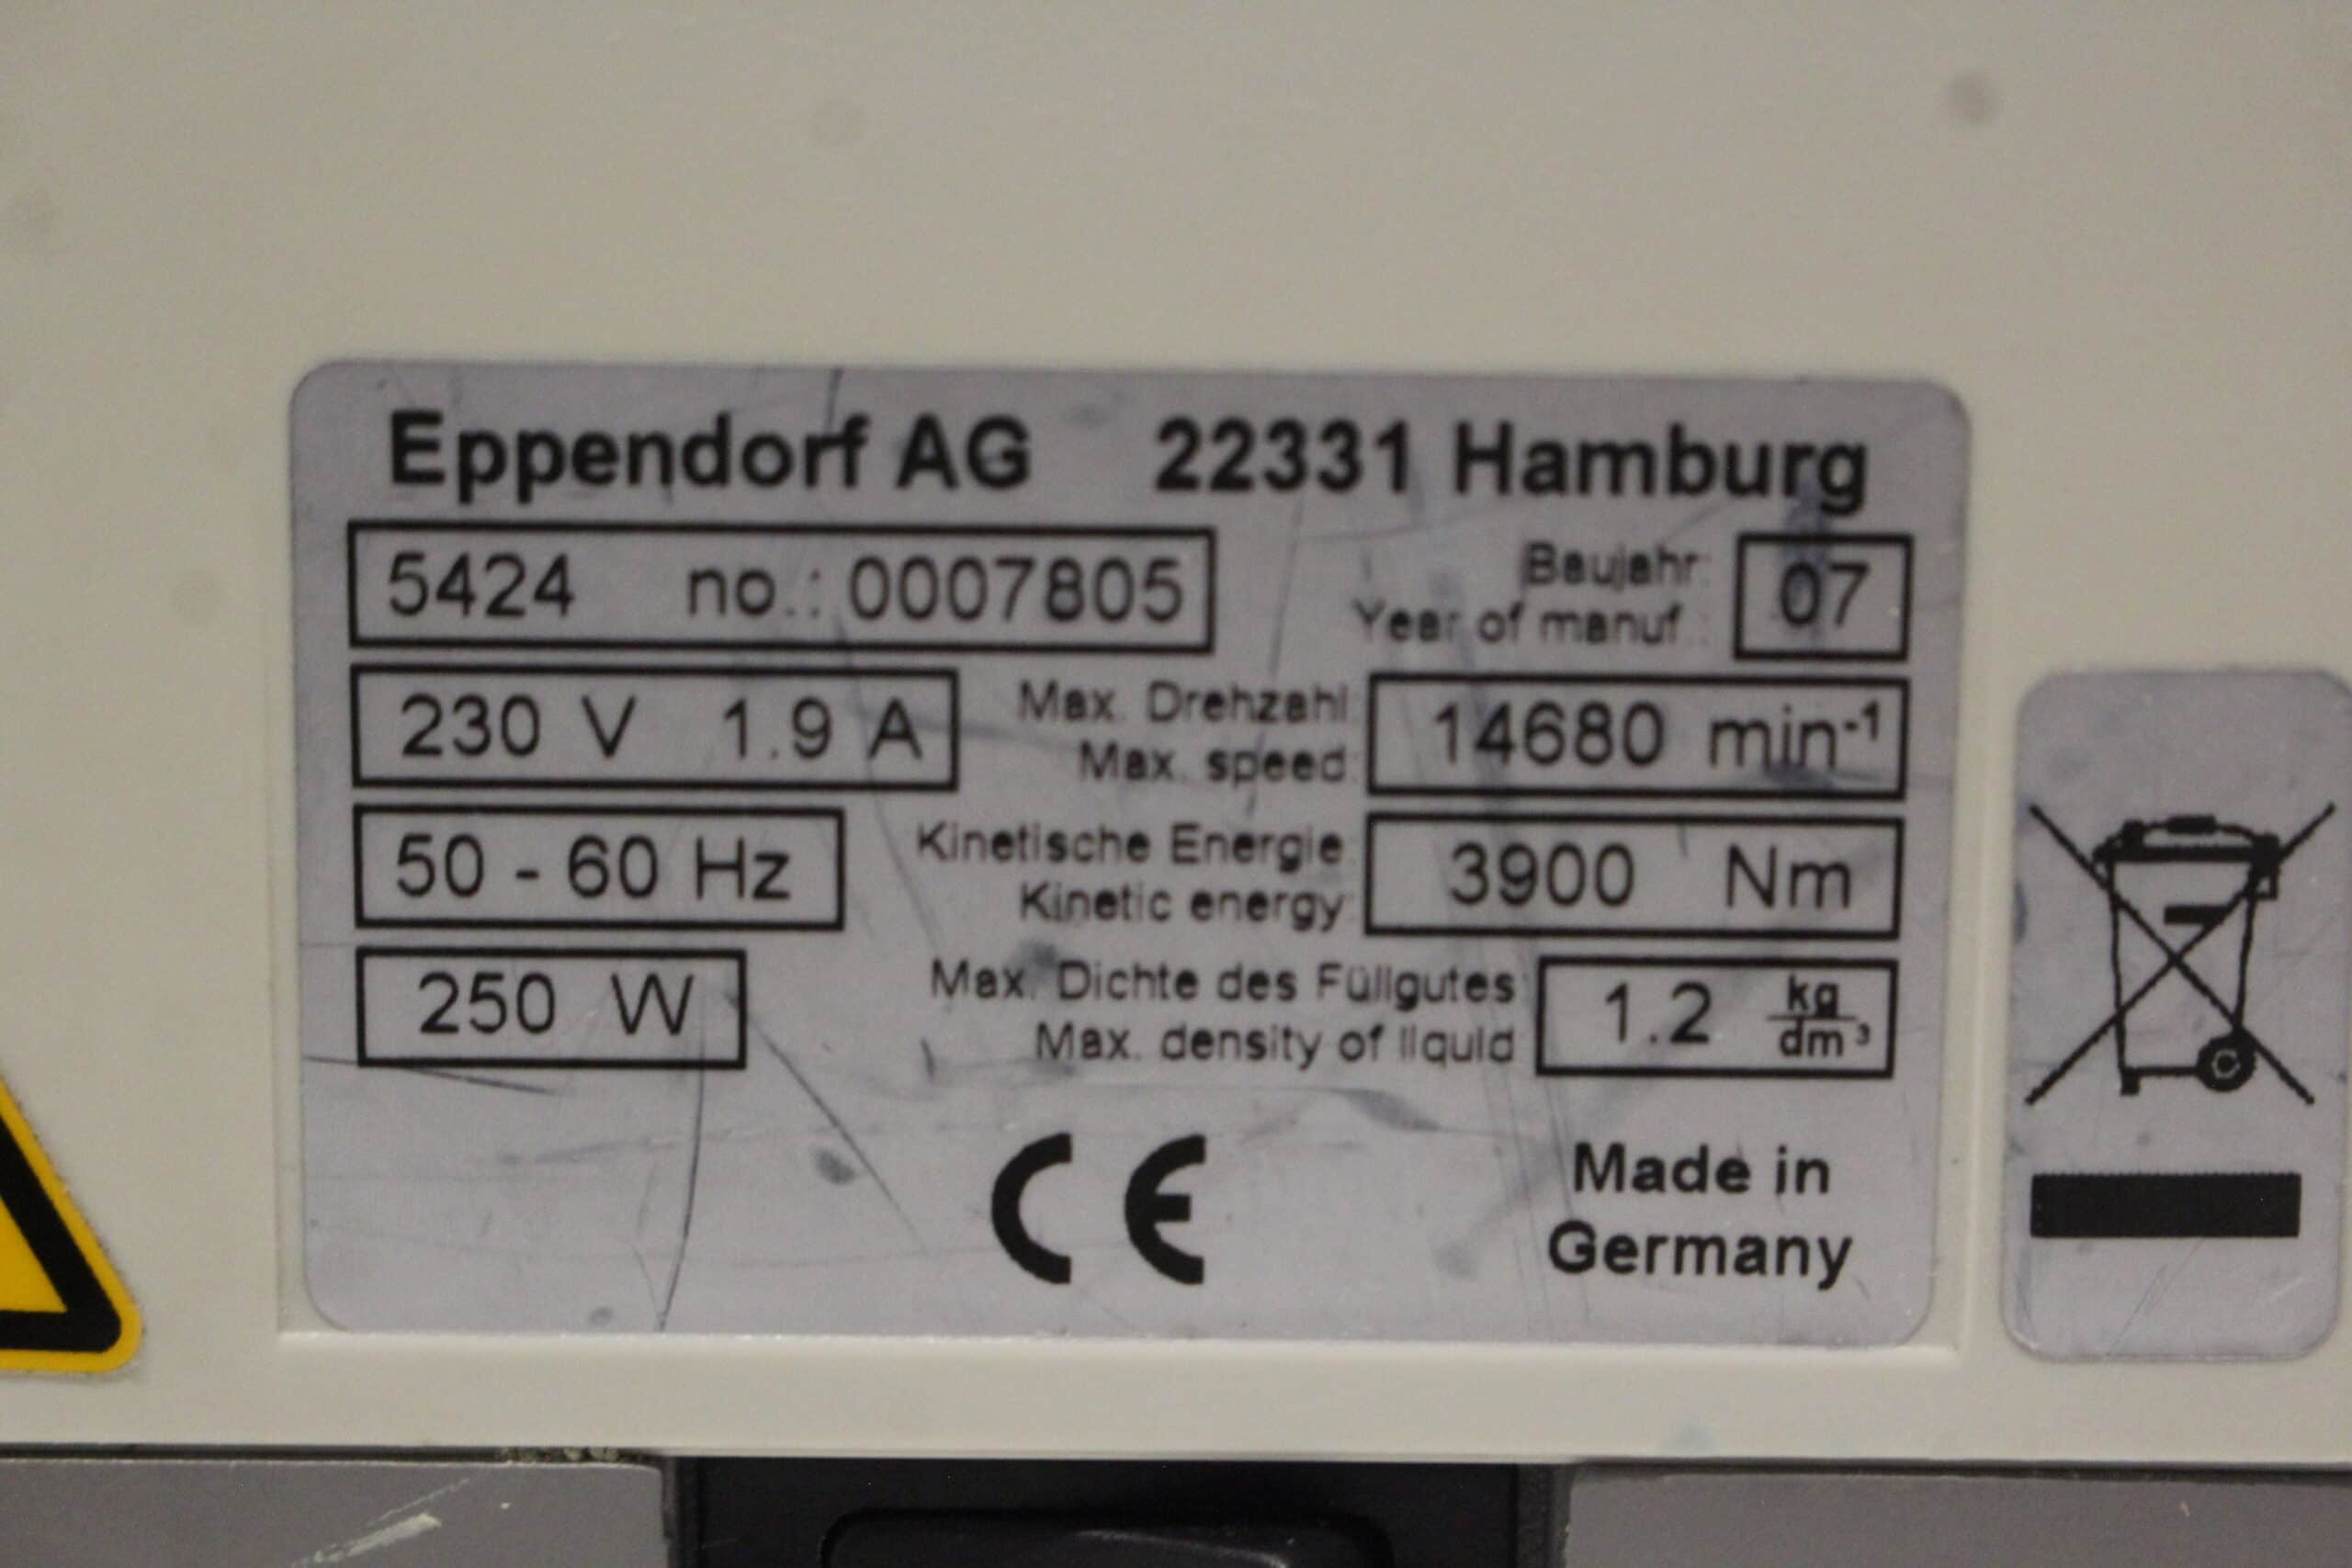 Eppendorf AG 22331 Hamburg
5424 no.: 0007805
Baujahr:
Year of manuf.:
07
230 V 1.9 A
Max. Drehzahl
Max. speed:
14680 min⁻¹
50 - 60 Hz
Kinetische Energie
Kinetic energy:
3900 Nm
250 W
Max. Dichte des Füllgutes
Max. density of liquid
1.2 kg/dm³
CE
Made in
Germany